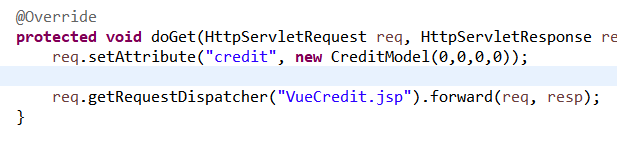 @Override
protected void doGet(HttpServletRequest req, HttpServletResponse re
req.setAttribute("credit", new CreditModel(0,0,0,0));
req.getRequestDispatcher("VueCredit.jsp").forward(req, resp);
}